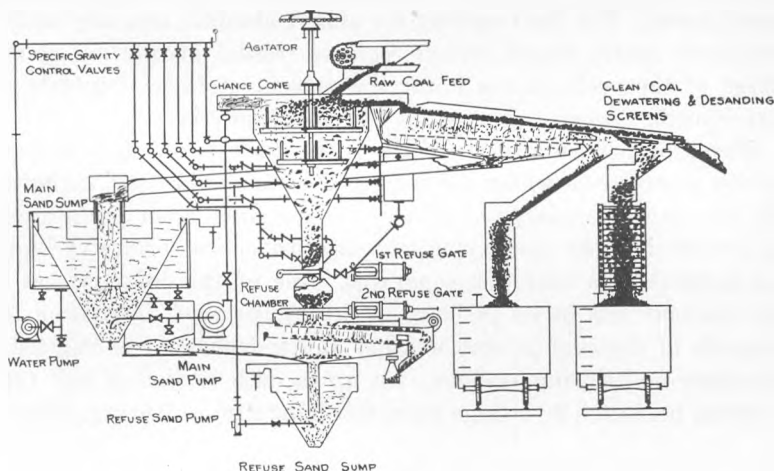 AGITATOR
SPECIFIC GRAVITY
CONTROL VALVES
RAW COAL FEED
CHANCE CONE
CLEAN COAL
DEWATERING & DESANDING
SCREENS
MAIN
SAND SUMP
1ST REFUSE GATE
REFUSE
CHAMBER
2ND REFUSE GATE
WATER PUMP
MAIN
SAND PUMP
REFUSE SAND PUMP
REFUSE SAND SUMP